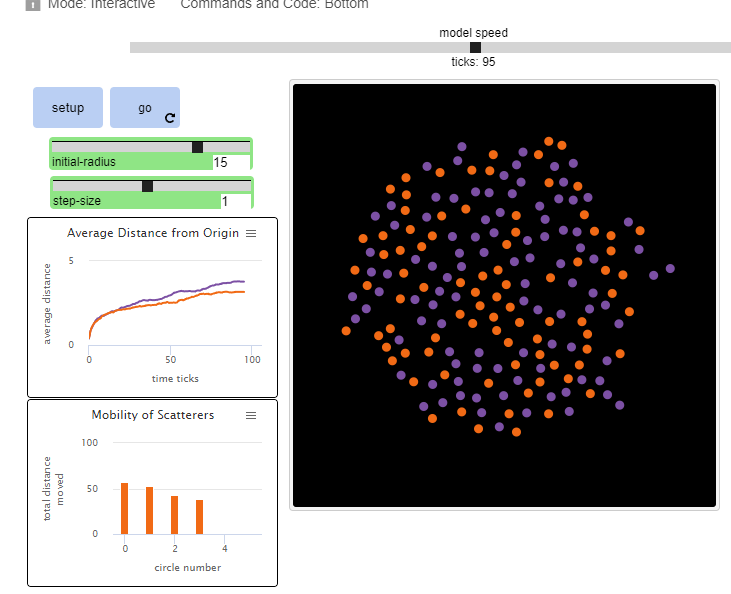 Mode: Interactive Commands and Code: Bottom
model speed
ticks: 95
setup
go
initial-radius 15
step-size 1
Average Distance from Origin
average distance
5
0
0 50 100
time ticks
Mobility of Scatterers
total distance
moved
100
50
0
0 2 4
circle number